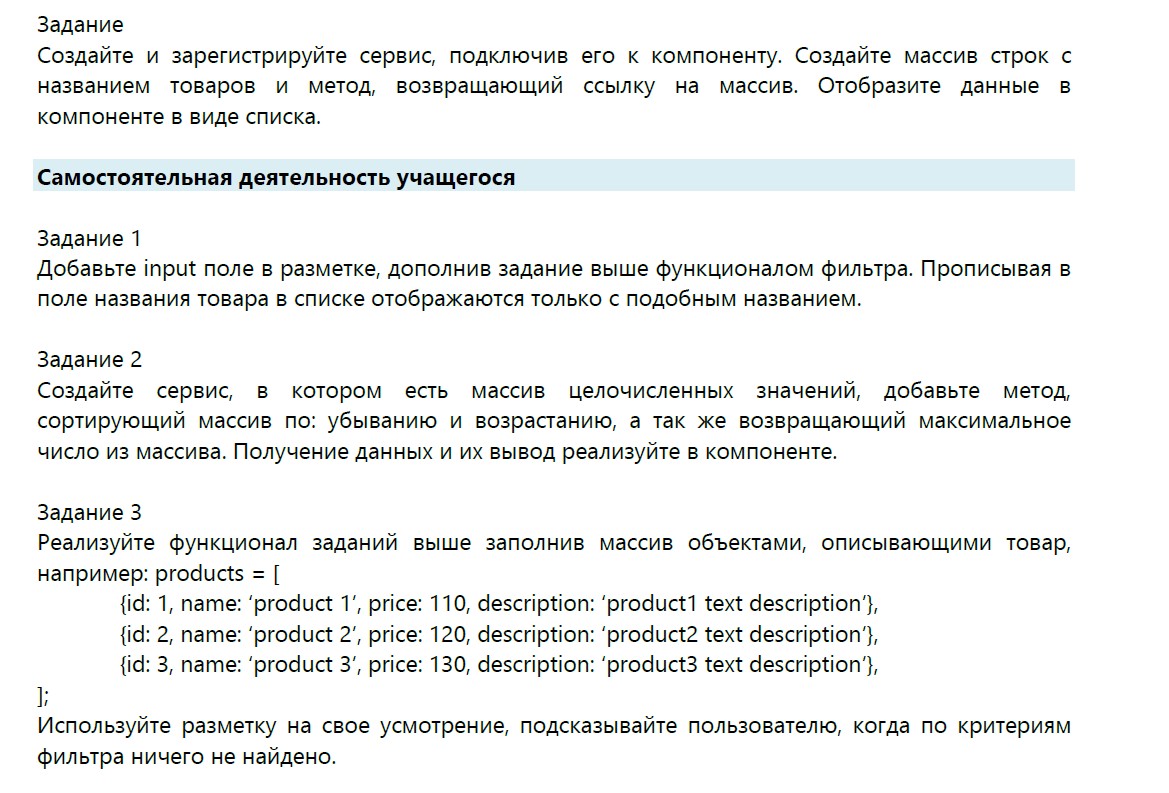 Задание
Создайте и зарегистрируйте сервис, подключив его к компоненту. Создайте массив строк с
названием товаров и метод, возвращающий ссылку на массив. Отобразите данные в
компоненте в виде списка.
Самостоятельная деятельность учащегося
Задание 1
Добавьте input поле в разметке, дополнив задание выше функционалом фильтра. Прописывая в
поле названия товара в списке отображаются только с подобным названием.
Задание 2
Создайте сервис, в котором есть массив целочисленных значений, добавьте метод,
сортирующий массив по: убыванию и возрастанию, а так же возвращающий максимальное
число из массива. Получение данных и их вывод реализуйте в компоненте.
Задание 3
Реализуйте функционал заданий выше заполнив массив объектами, описывающими товар,
например: products = [
{id: 1, name: ‘product 1’, price: 110, description: ‘product1 text description’},
{id: 2, name: ‘product 2’, price: 120, description: ‘product2 text description’},
{id: 3, name: ‘product 3’, price: 130, description: ‘product3 text description’},
];
Используйте разметку на свое усмотрение, подсказывайте пользователю, когда по критериям
фильтра ничего не найдено.